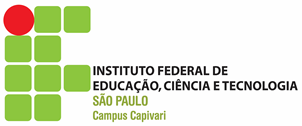 INSTITUTO FEDERAL DE
EDUCAÇÃO, CIÊNCIA E TECNOLOGIA
SÃO PAULO
Campus Capivari